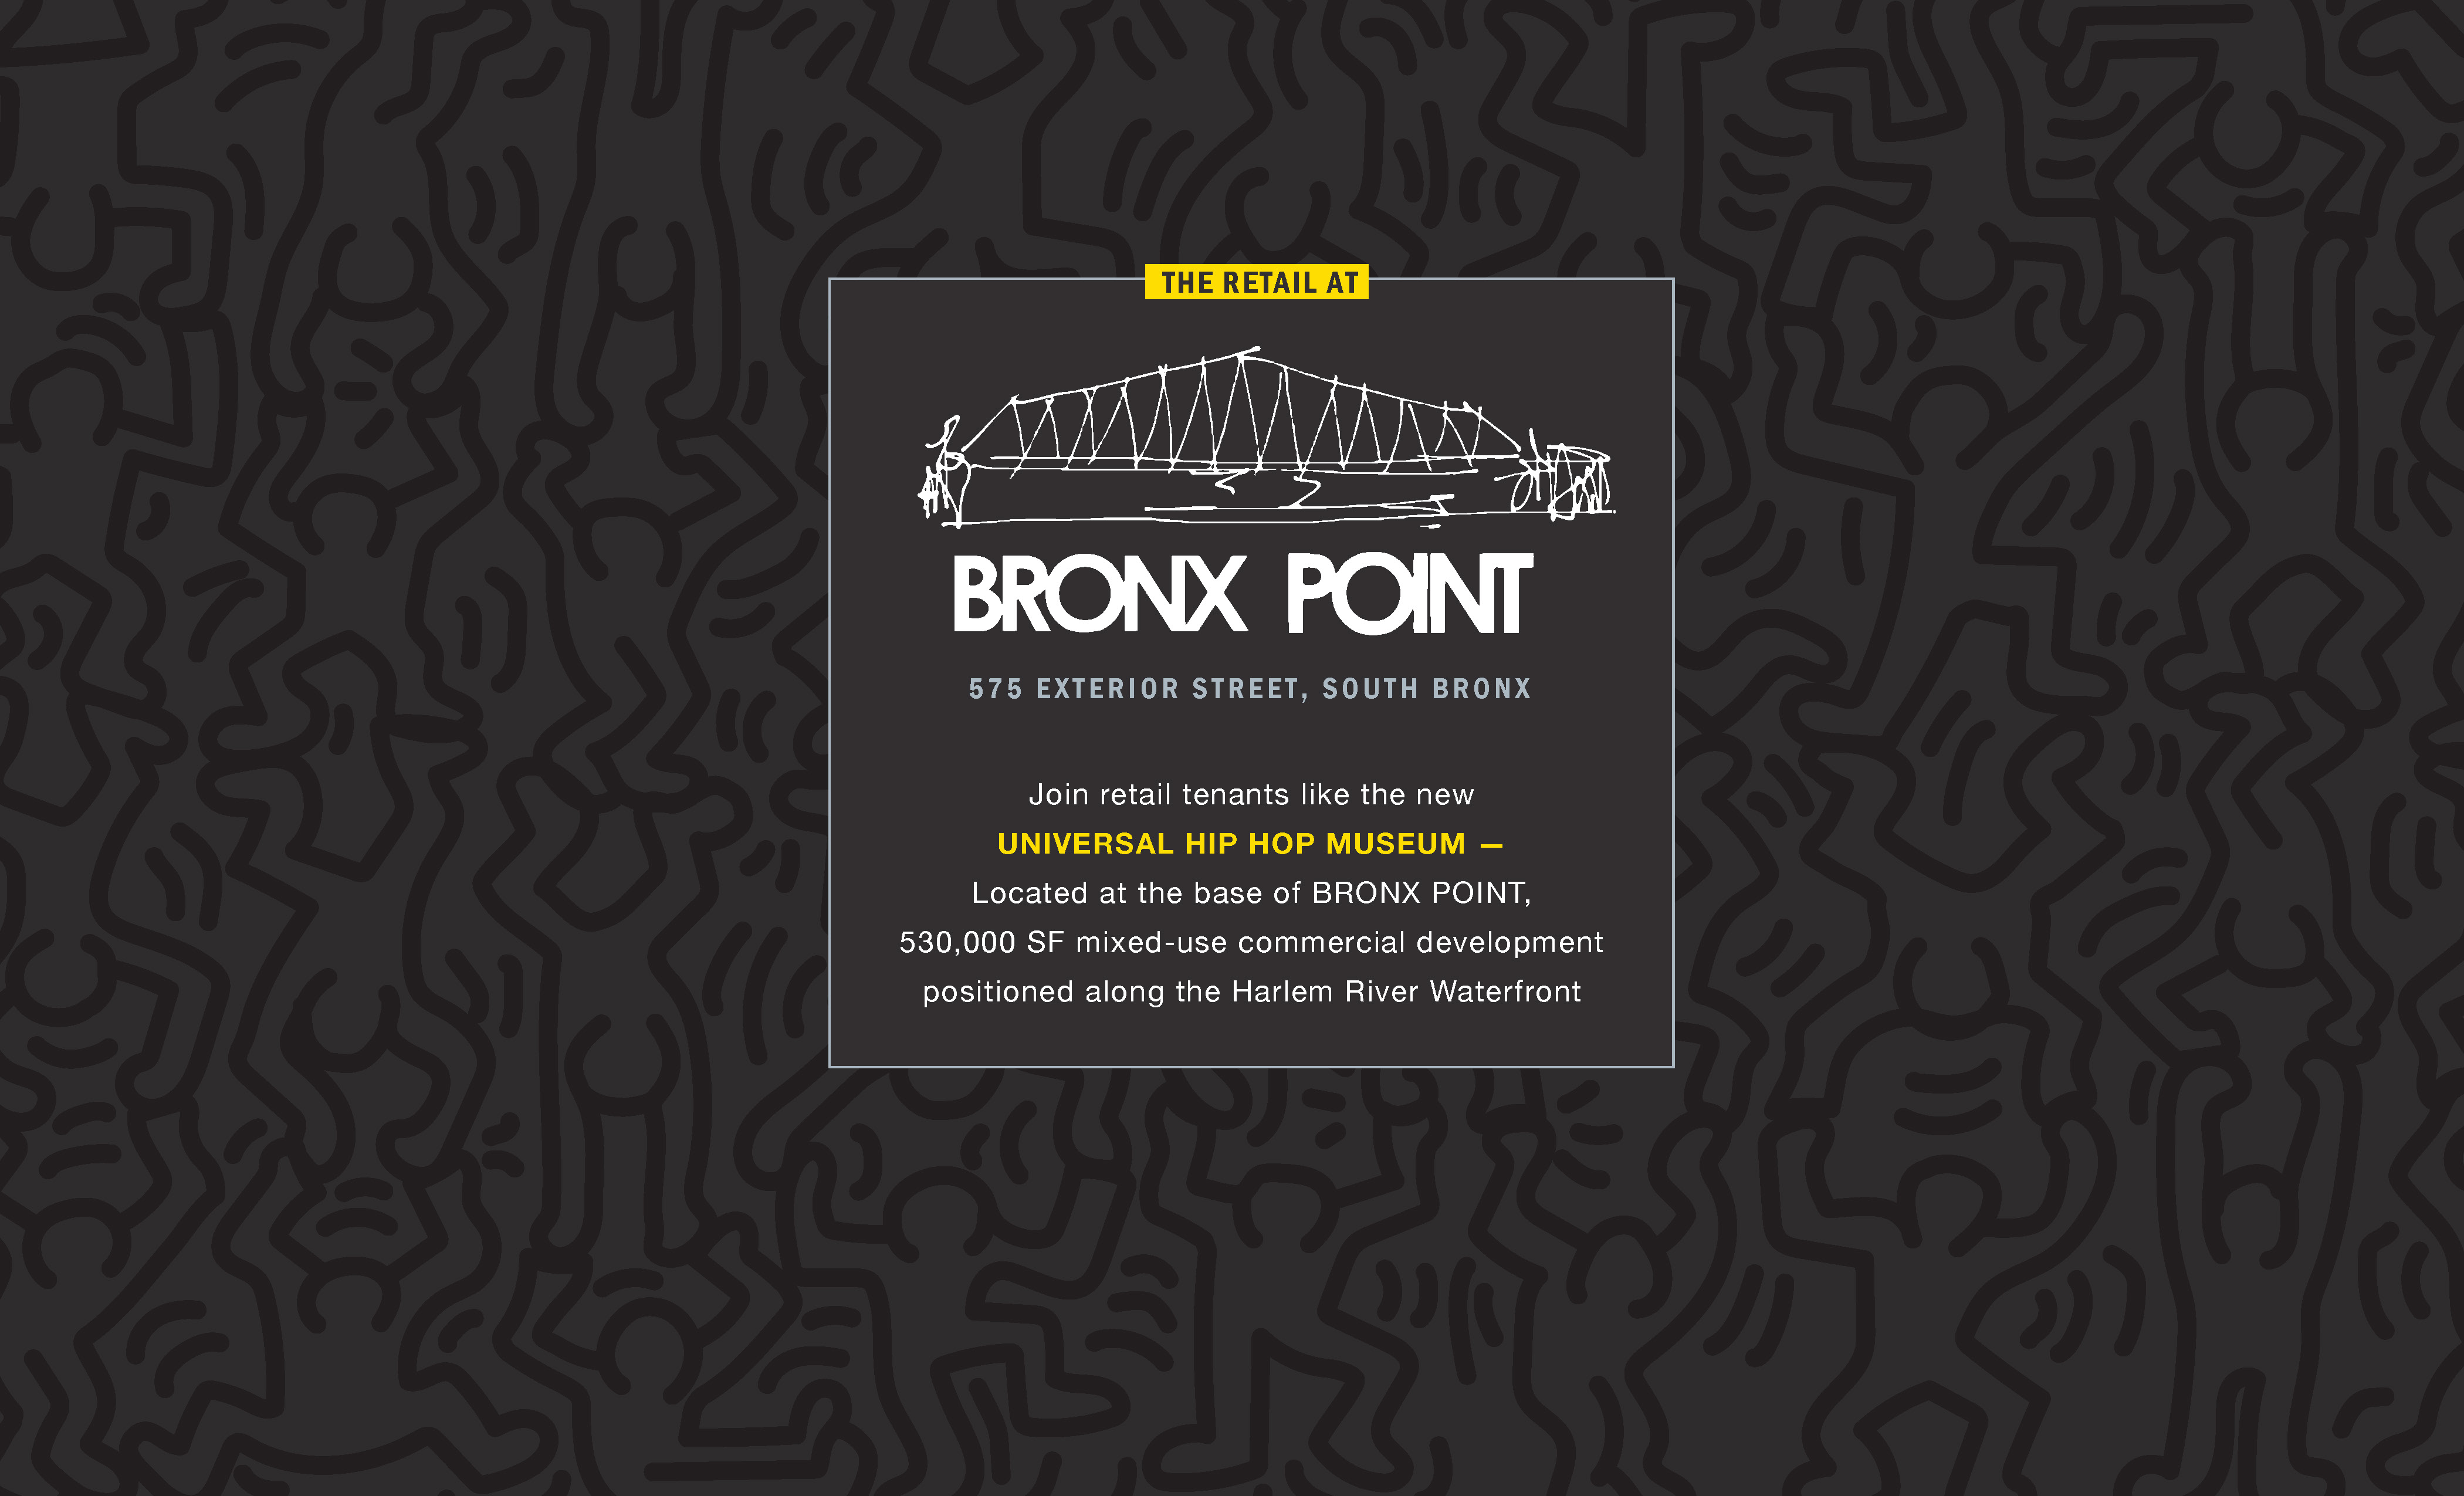 THE RETAIL AT
BRONX POINT
575 EXTERIOR STREET, SOUTH BRONX
Join retail tenants like the new
UNIVERSAL HIP HOP MUSEUM —
Located at the base of BRONX POINT,
530,000 SF mixed-use commercial development
positioned along the Harlem River Waterfront